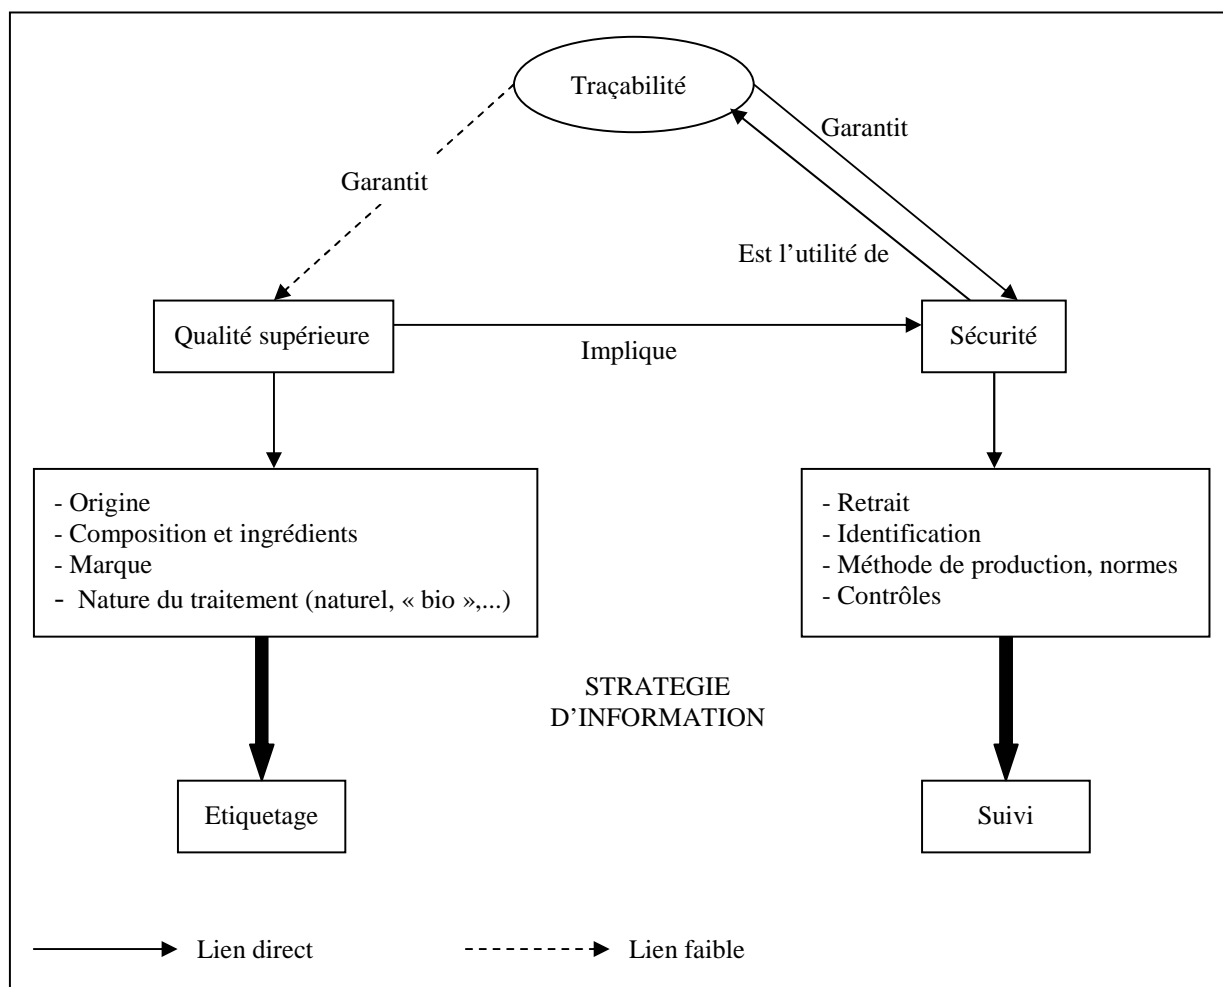 Traçabilité
Garantit
Garantit
Est l’utilité de
Qualité supérieure
Implique
Sécurité
- Origine
- Composition et ingrédients
- Marque
- Nature du traitement (naturel, « bio »,...)
- Retrait
- Identification
- Méthode de production, normes
- Contrôles
STRATEGIE
D’INFORMATION
Etiquetage
Suivi
Lien direct
Lien faible